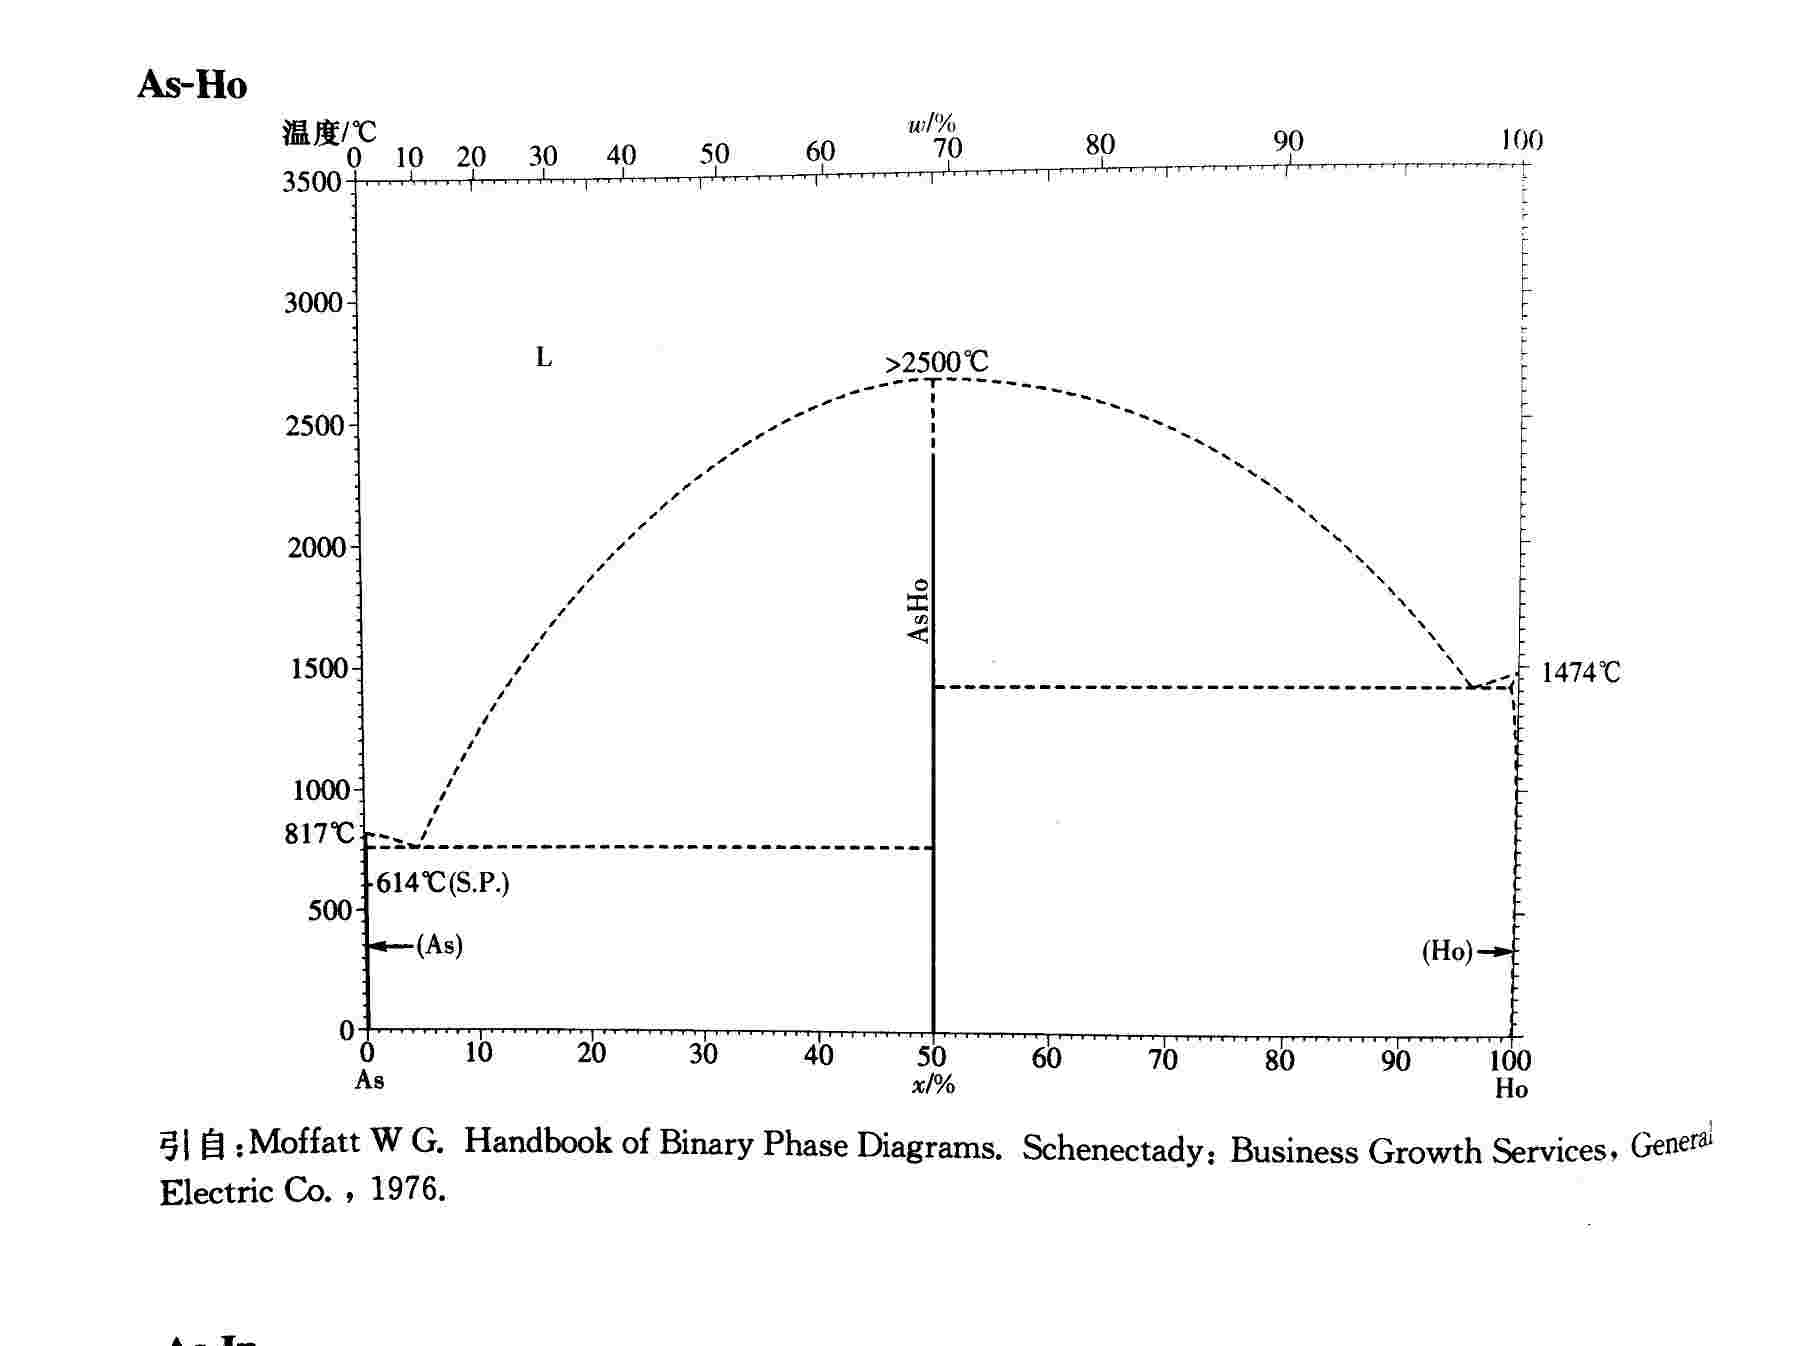 As-Ho
温度/℃
w/%
0 10 20 30 40 50 60 70 80 90 100
3500
3000
L
>2500℃
2500
2000
AsHo
1500
1474℃
1000
817℃
614℃(S.P.)
500
(As)
(Ho)
0
0 10 20 30 40 50 60 70 80 90 100
As
x/%
Ho
引自:Moffatt W G. Handbook of Binary Phase Diagrams. Schenectady: Business Growth Services, General
Electric Co. , 1976.